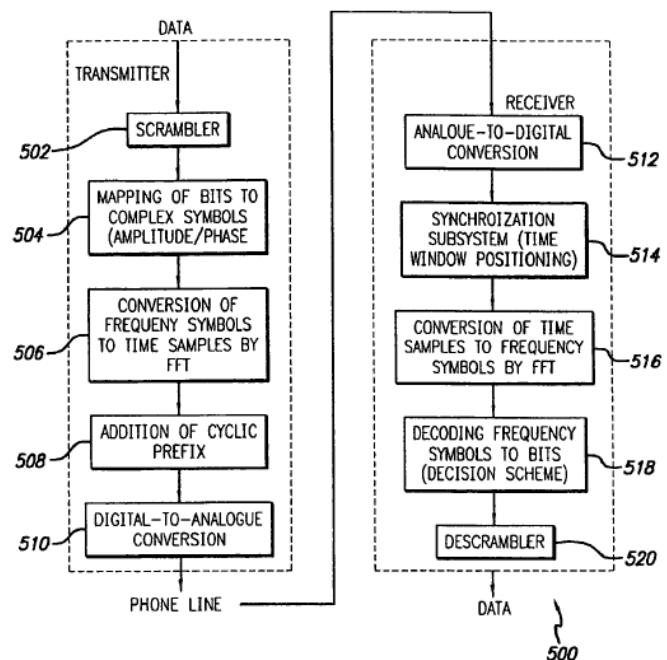 DATA
TRANSMITTER
502
SCRAMBLER
504
MAPPING OF BITS TO
COMPLEX SYMBOLS
(AMPLITUDE/PHASE
506
CONVERSION OF
FREQUENY SYMBOLS
TO TIME SAMPLES BY
FFT
508
ADDITION OF CYCLIC
PREFIX
510
DIGITAL-TO-ANALOGUE
CONVERSION
PHONE LINE
RECEIVER
ANALOUE-TO-DIGITAL
CONVERSION
512
SYNCHROIZATION
SUBSYSTEM (TIME
WINDOW POSITIONING)
514
CONVERSION OF TIME
SAMPLES TO FREQUENCY
SYMBOLS BY FFT
516
DECODING FREQUENCY
SYMBOLS TO BITS
(DECISION SCHEME)
518
DESCRAMBLER
520
DATA
500